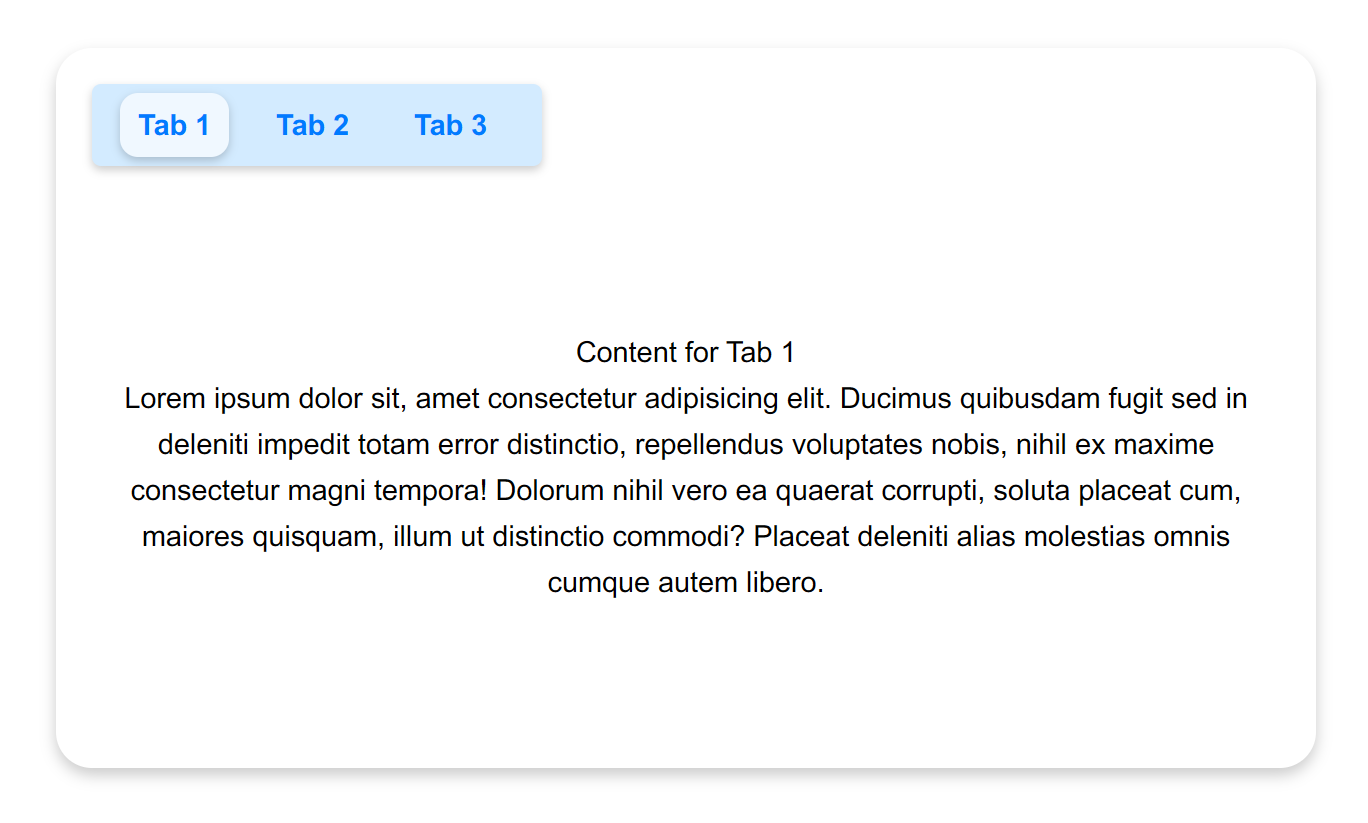 Tab 1 Tab 2 Tab 3
Content for Tab 1
Lorem ipsum dolor sit, amet consectetur adipisicing elit. Ducimus quibusdam fugit sed in
deleniti impedit totam error distinctio, repellendus voluptates nobis, nihil ex maxime
consectetur magni tempora! Dolorum nihil vero ea quaerat corrupti, soluta placeat cum,
maiores quisquam, illum ut distinctio commodi? Placeat deleniti alias molestias omnis
cumque autem libero.